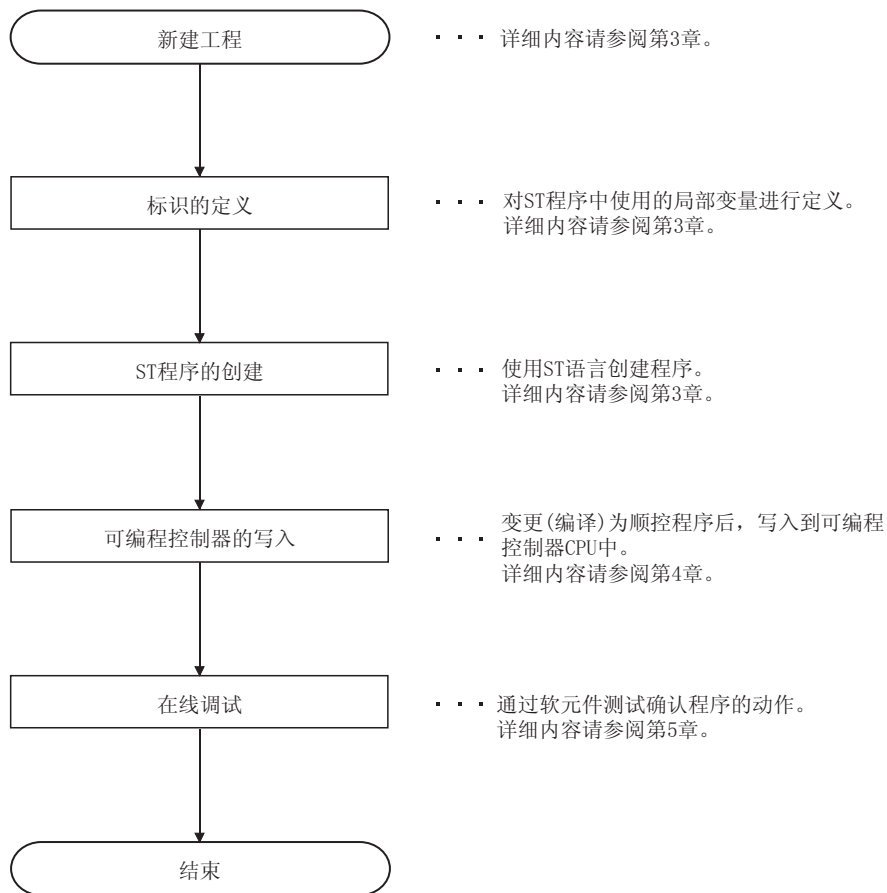 新建工程
··· 详细内容请参阅第3章。
标识的定义
··· 对ST程序中使用的局部变量进行定义。
详细内容请参阅第3章。
ST程序的创建
··· 使用ST语言创建程序。
详细内容请参阅第3章。
可编程控制器的写入
··· 变更(编译)为顺控程序后，写入到可编程
控制器CPU中。
详细内容请参阅第4章。
在线调试
··· 通过软元件测试确认程序的动作。
详细内容请参阅第5章。
结束